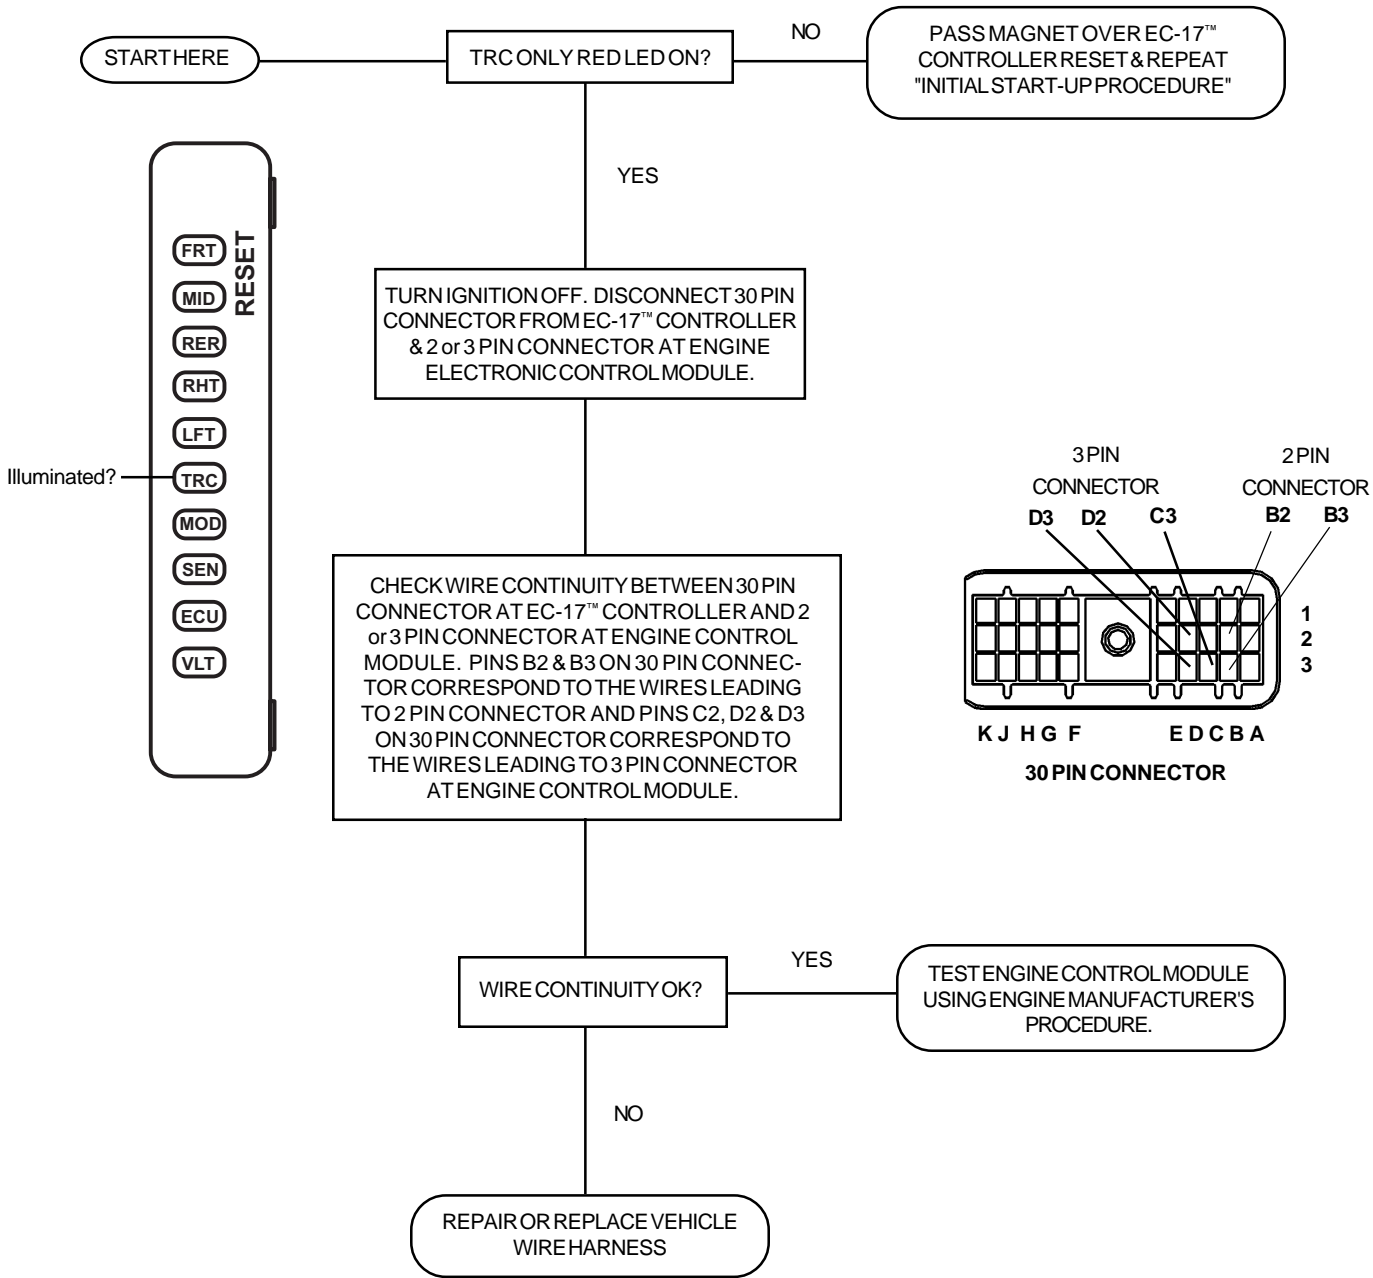 START HERE
TRC ONLY RED LED ON?
NO
PASS MAGNET OVER EC-17™
CONTROLLER RESET & REPEAT
"INITIAL START-UP PROCEDURE"
YES
FRT
MID
RER
RHT
LFT
TRC
MOD
SEN
ECU
VLT
RESET
Illuminated?
TURN IGNITION OFF. DISCONNECT 30 PIN
CONNECTOR FROM EC-17™ CONTROLLER
& 2 or 3 PIN CONNECTOR AT ENGINE
ELECTRONIC CONTROL MODULE.
3 PIN
CONNECTOR
D3 D2 C3
2 PIN
CONNECTOR
B2 B3
1
2
3
K J H G F E D C B A
30 PIN CONNECTOR
CHECK WIRE CONTINUITY BETWEEN 30 PIN
CONNECTOR AT EC-17™ CONTROLLER AND 2
or 3 PIN CONNECTOR AT ENGINE CONTROL
MODULE. PINS B2 & B3 ON 30 PIN CONNEC-
TOR CORRESPOND TO THE WIRES LEADING
TO 2 PIN CONNECTOR AND PINS C2, D2 & D3
ON 30 PIN CONNECTOR CORRESPOND TO
THE WIRES LEADING TO 3 PIN CONNECTOR
AT ENGINE CONTROL MODULE.
WIRE CONTINUITY OK?
YES
TEST ENGINE CONTROL MODULE
USING ENGINE MANUFACTURER'S
PROCEDURE.
NO
REPAIR OR REPLACE VEHICLE
WIRE HARNESS